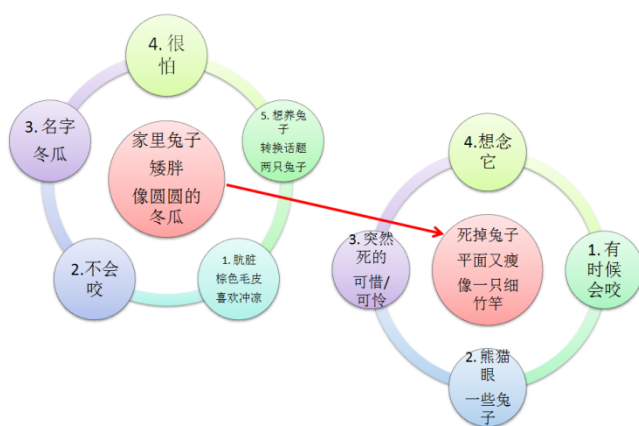 4. 很
怕
3. 名字
冬瓜
家里兔子
矮胖
像圆圆的
冬瓜
5. 想养兔
子
转换话题
两只兔子
2.不会
咬
1. 肮脏
棕色毛皮
喜欢冲凉
4.想念
它
3.突然
死的
可惜/
可怜
死掉兔子
平面又瘦
像一只细
竹竿
1.有
时候
会咬
2.熊猫
眼
一些兔
子